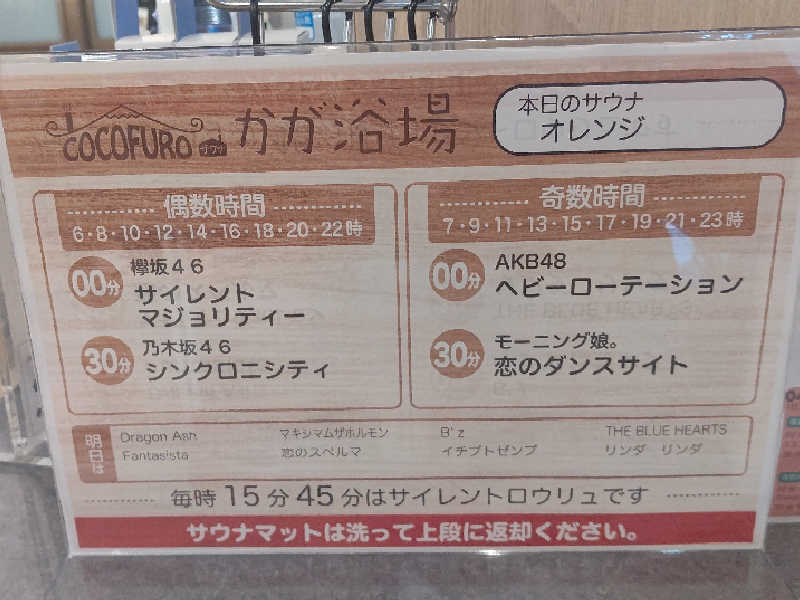 COCOFURO かが浴場
本日のサウナ
オレンジ
偶数時間
6・8・10・12・14・16・18・20・22時
00分 欅坂46
サイレント
マジョリティー
30分 乃木坂46
シンクロニシティ
奇数時間
7・9・11・13・15・17・19・21・23時
00分 AKB48
ヘビーローテーション
30分 モーニング娘。
恋のダンスサイト
明日は
Dragon Ash
Fantasista
マキシマムザホルモン
恋のスペルマ
B'z
イチブトゼンブ
THE BLUE HEARTS
リンダ リンダ
毎時15分45分はサイレントロウリュです
サウナマットは洗って上段に返却ください。